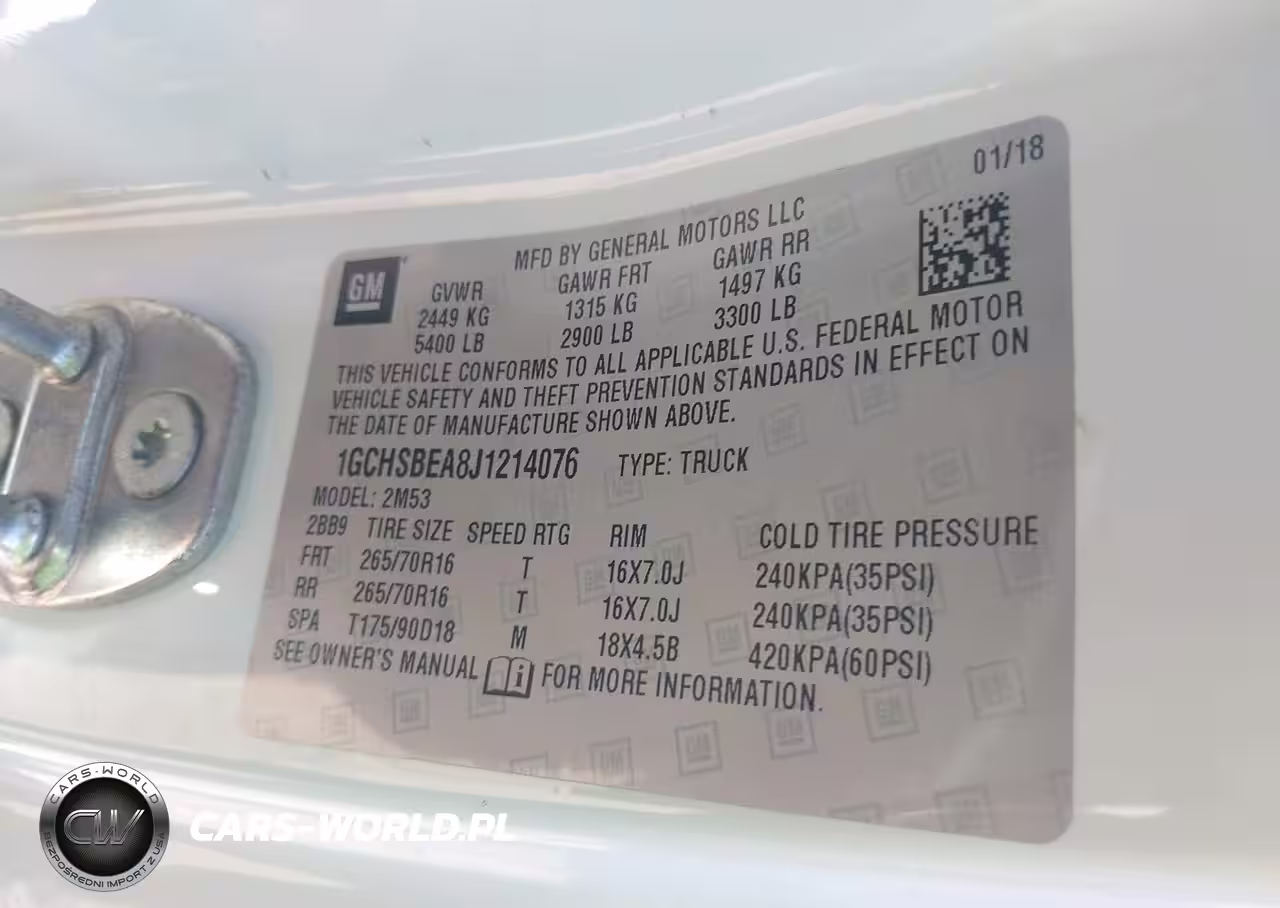 01/18
MFD BY GENERAL MOTORS LLC
GM
GVWR GAWR FRT GAWR RR
2449 KG 1315 KG 1497 KG
5400 LB 2900 LB 3300 LB
THIS VEHICLE CONFORMS TO ALL APPLICABLE U.S. FEDERAL MOTOR
VEHICLE SAFETY AND THEFT PREVENTION STANDARDS IN EFFECT ON
THE DATE OF MANUFACTURE SHOWN ABOVE.
1GCHSBEA8J1214076 TYPE: TRUCK
MODEL: 2M53
2BB9 TIRE SIZE SPEED RTG RIM COLD TIRE PRESSURE
FRT 265/70R16 T 16X7.0J 240KPA(35PSI)
RR 265/70R16 T 16X7.0J 240KPA(35PSI)
SPA T175/90D18 M 18X4.5B 420KPA(60PSI)
SEE OWNER'S MANUAL i FOR MORE INFORMATION.
CARS-WORLD
CW
BEZPOŚREDNI IMPORT Z USA
CARS-WORLD.PL